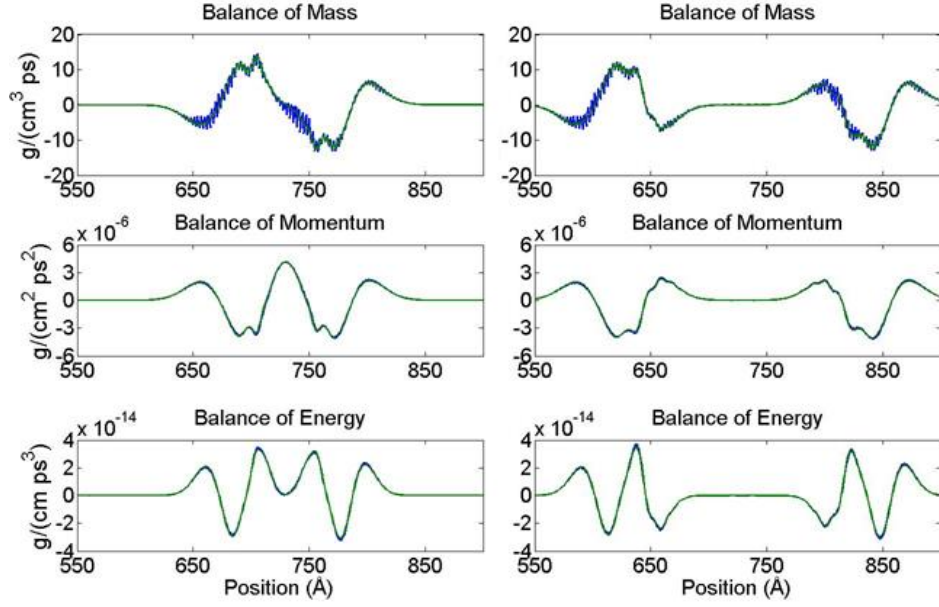 Balance of Mass
20
10
0
-10
-20
g/(cm³ ps)
550 650 750 850
Balance of Mass
20
10
0
-10
-20
550 650 750 850
Balance of Momentum
x 10⁻⁶
6
3
0
-3
-6
g/(cm² ps²)
550 650 750 850
Balance of Momentum
x 10⁻⁶
6
3
0
-3
-6
550 650 750 850
Balance of Energy
x 10⁻¹⁴
4
2
0
-2
-4
g/(cm ps³)
550 650 750 850
Position (Å)
Balance of Energy
x 10⁻¹⁴
4
2
0
-2
-4
550 650 750 850
Position (Å)